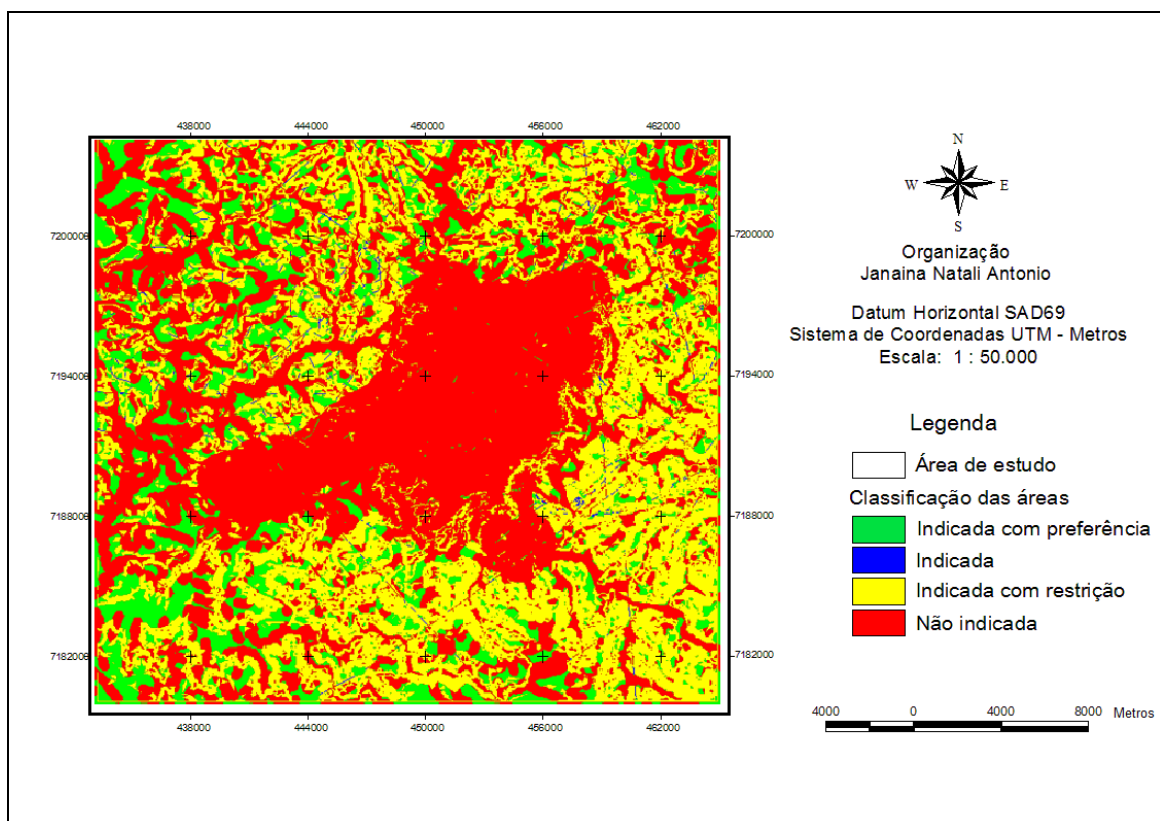 438000 444000 450000 456000 462000
7200000 7200000
7194000 7194000
7188000 7188000
7182000 7182000
438000 444000 450000 456000 462000
N
W E
S
Organização
Janaina Natali Antonio
Datum Horizontal SAD69
Sistema de Coordenadas UTM - Metros
Escala: 1 : 50.000
Legenda
Área de estudo
Classificação das áreas
Indicada com preferência
Indicada
Indicada com restrição
Não indicada
4000 0 4000 8000 Metros